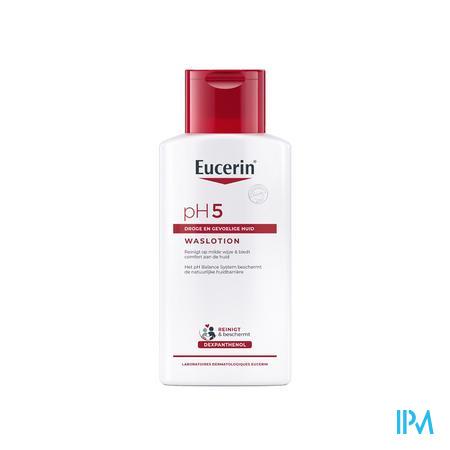 Eucerin®
pH5
DROGE EN GEVOELIGE HUID
WASLOTION
Reinigt op milde wijze & biedt
comfort aan de huid
Het pH Balance System beschermt
de natuurlijke huidbarrière
REINIGT
& beschermt
DEXPANTHENOL
LABORATOIRES DERMATOLOGIQUES EUCERIN
IPM